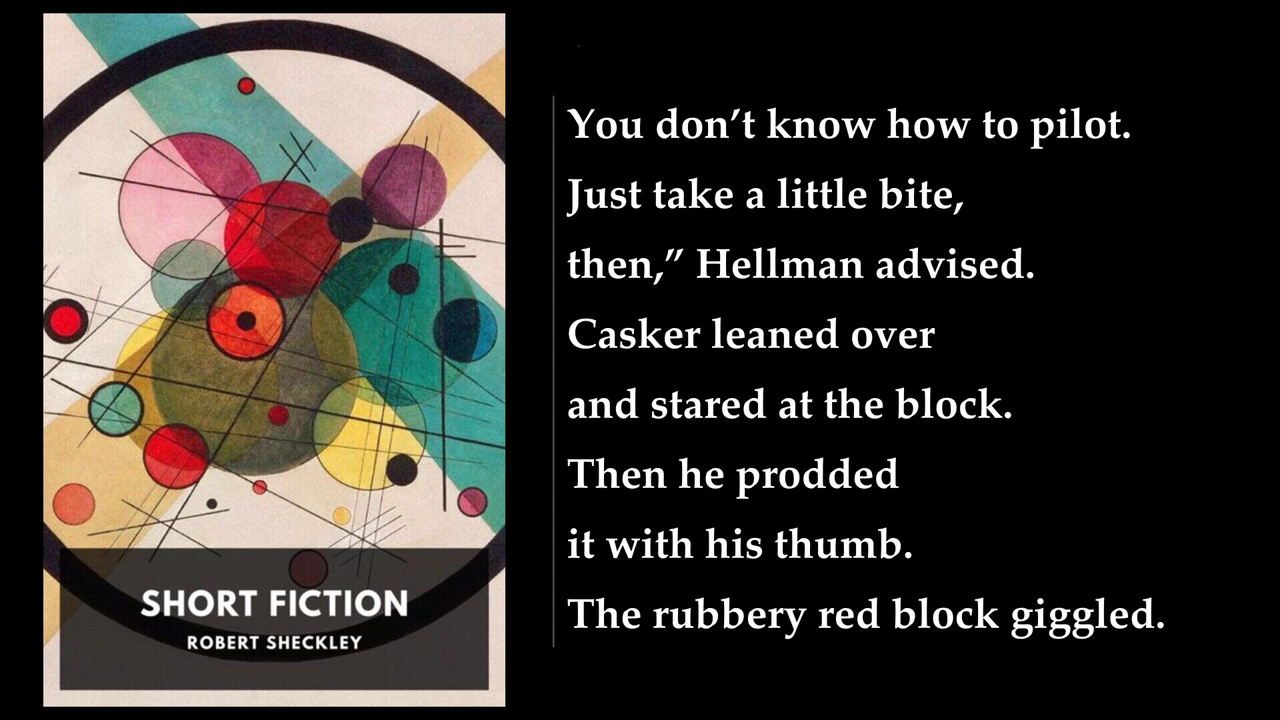 SHORT FICTION
ROBERT SHECKLEY
You don’t know how to pilot.
Just take a little bite,
then,” Hellman advised.
Casker leaned over
and stared at the block.
Then he prodded
it with his thumb.
The rubbery red block giggled.